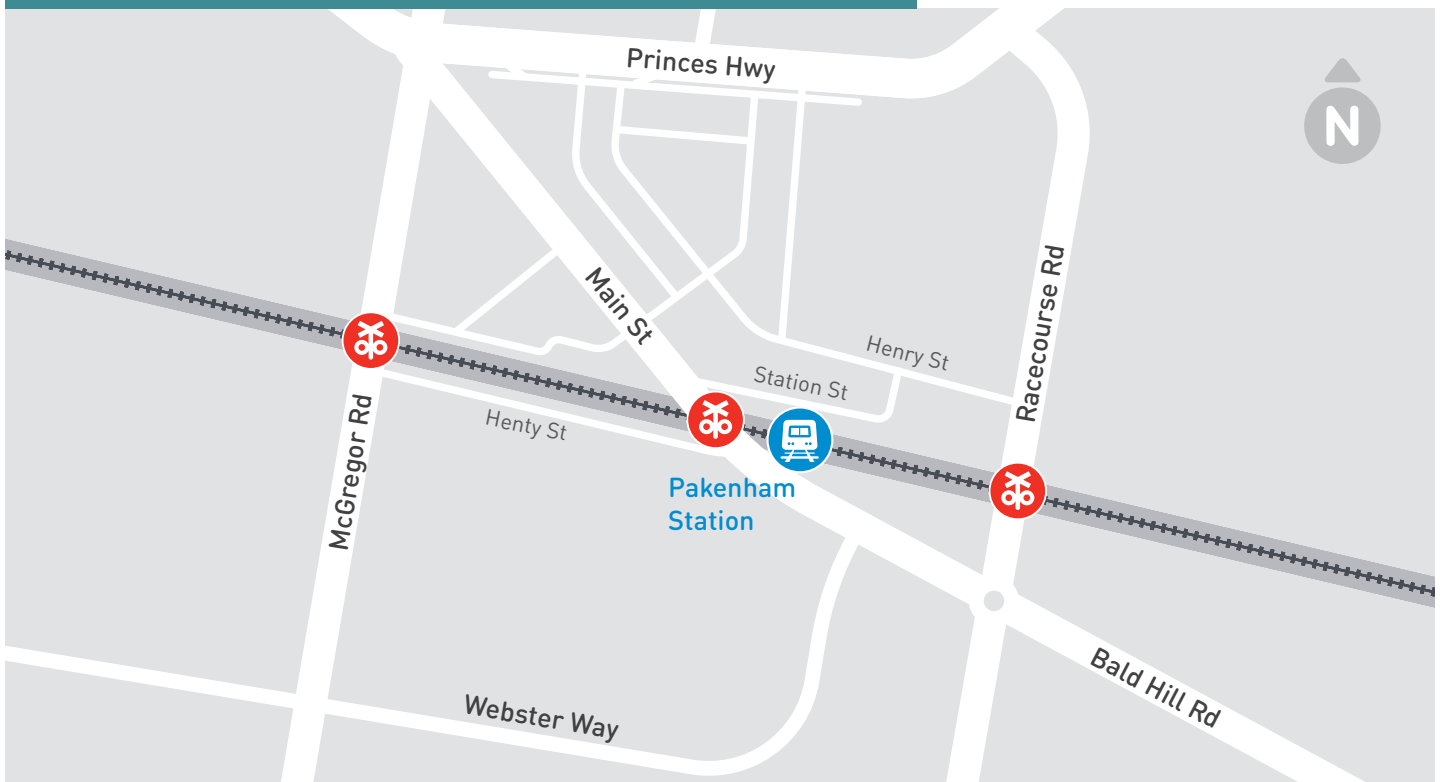 Princes Hwy
N
Main St
Racecourse Rd
Henry St
Station St
McGregor Rd
Henty St
Pakenham
Station
Bald Hill Rd
Webster Way